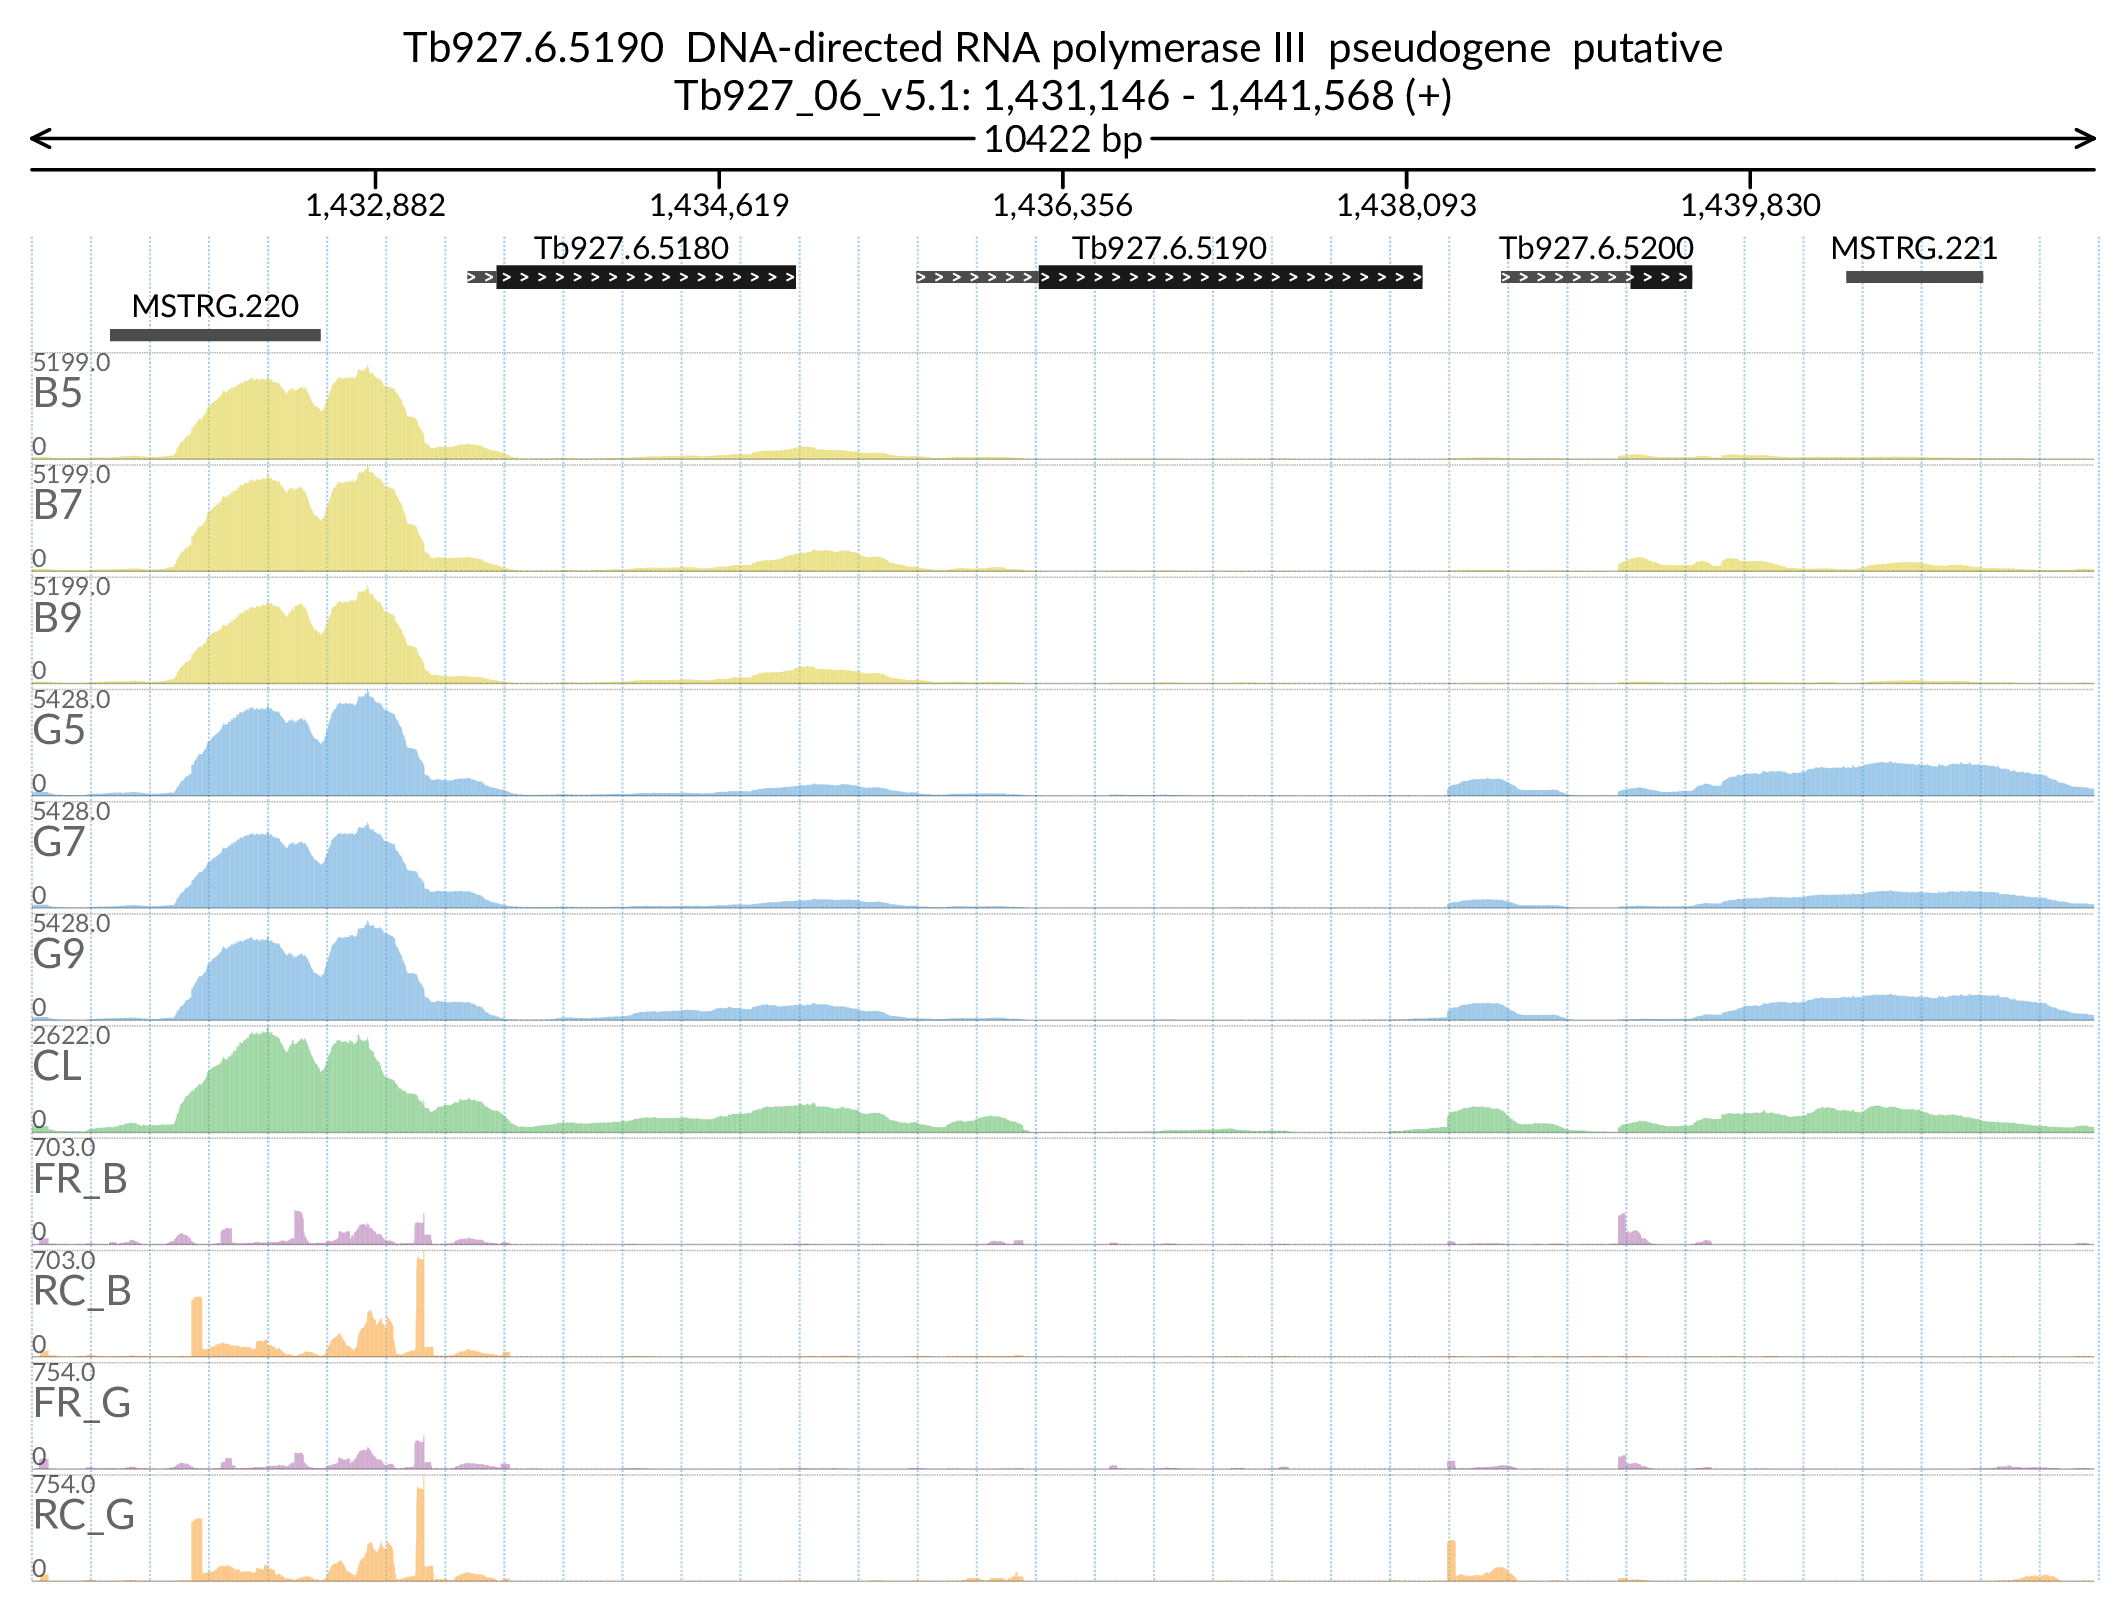 Tb927.6.5190  DNA-directed RNA polymerase III  pseudogene  putative
Tb927_06_v5.1: 1,431,146 - 1,441,568 (+)
10422 bp
1,432,882 1,434,619 1,436,356 1,438,093 1,439,830
Tb927.6.5180 Tb927.6.5190 Tb927.6.5200 MSTRG.221
MSTRG.220
5199.0
B5
0
5199.0
B7
0
5199.0
B9
0
5428.0
G5
0
5428.0
G7
0
5428.0
G9
0
2622.0
CL
0
703.0
FR_B
0
703.0
RC_B
0
754.0
FR_G
0
754.0
RC_G
0